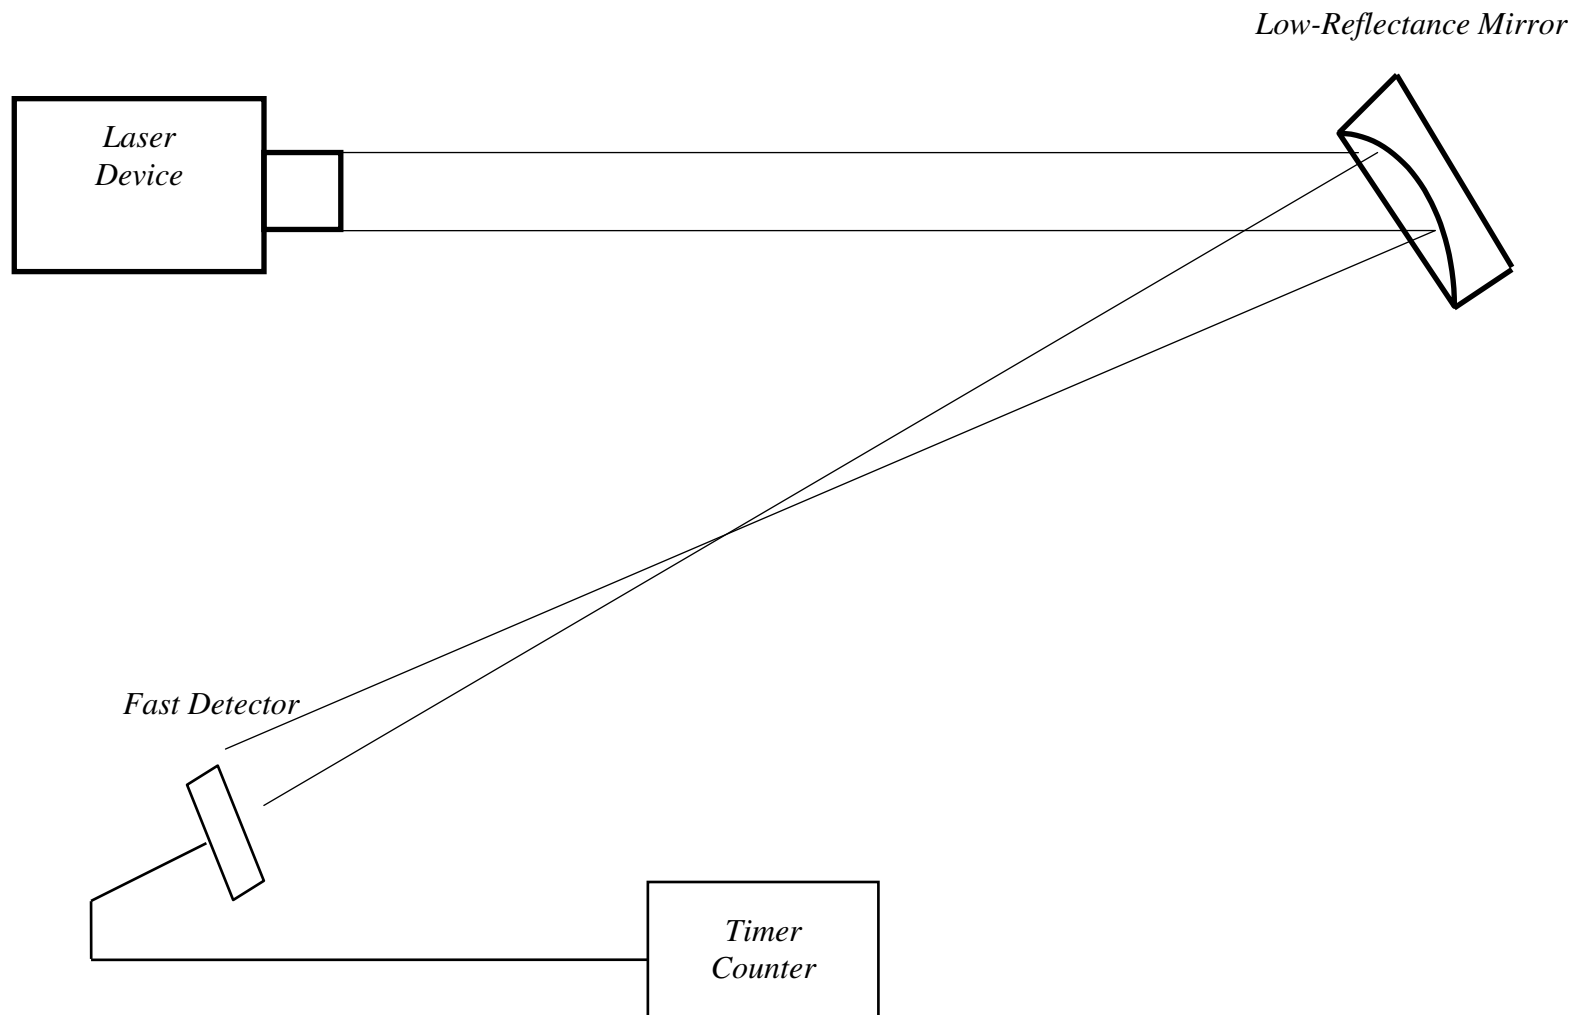 Low-Reflectance Mirror
Laser
Device
Fast Detector
Timer
Counter